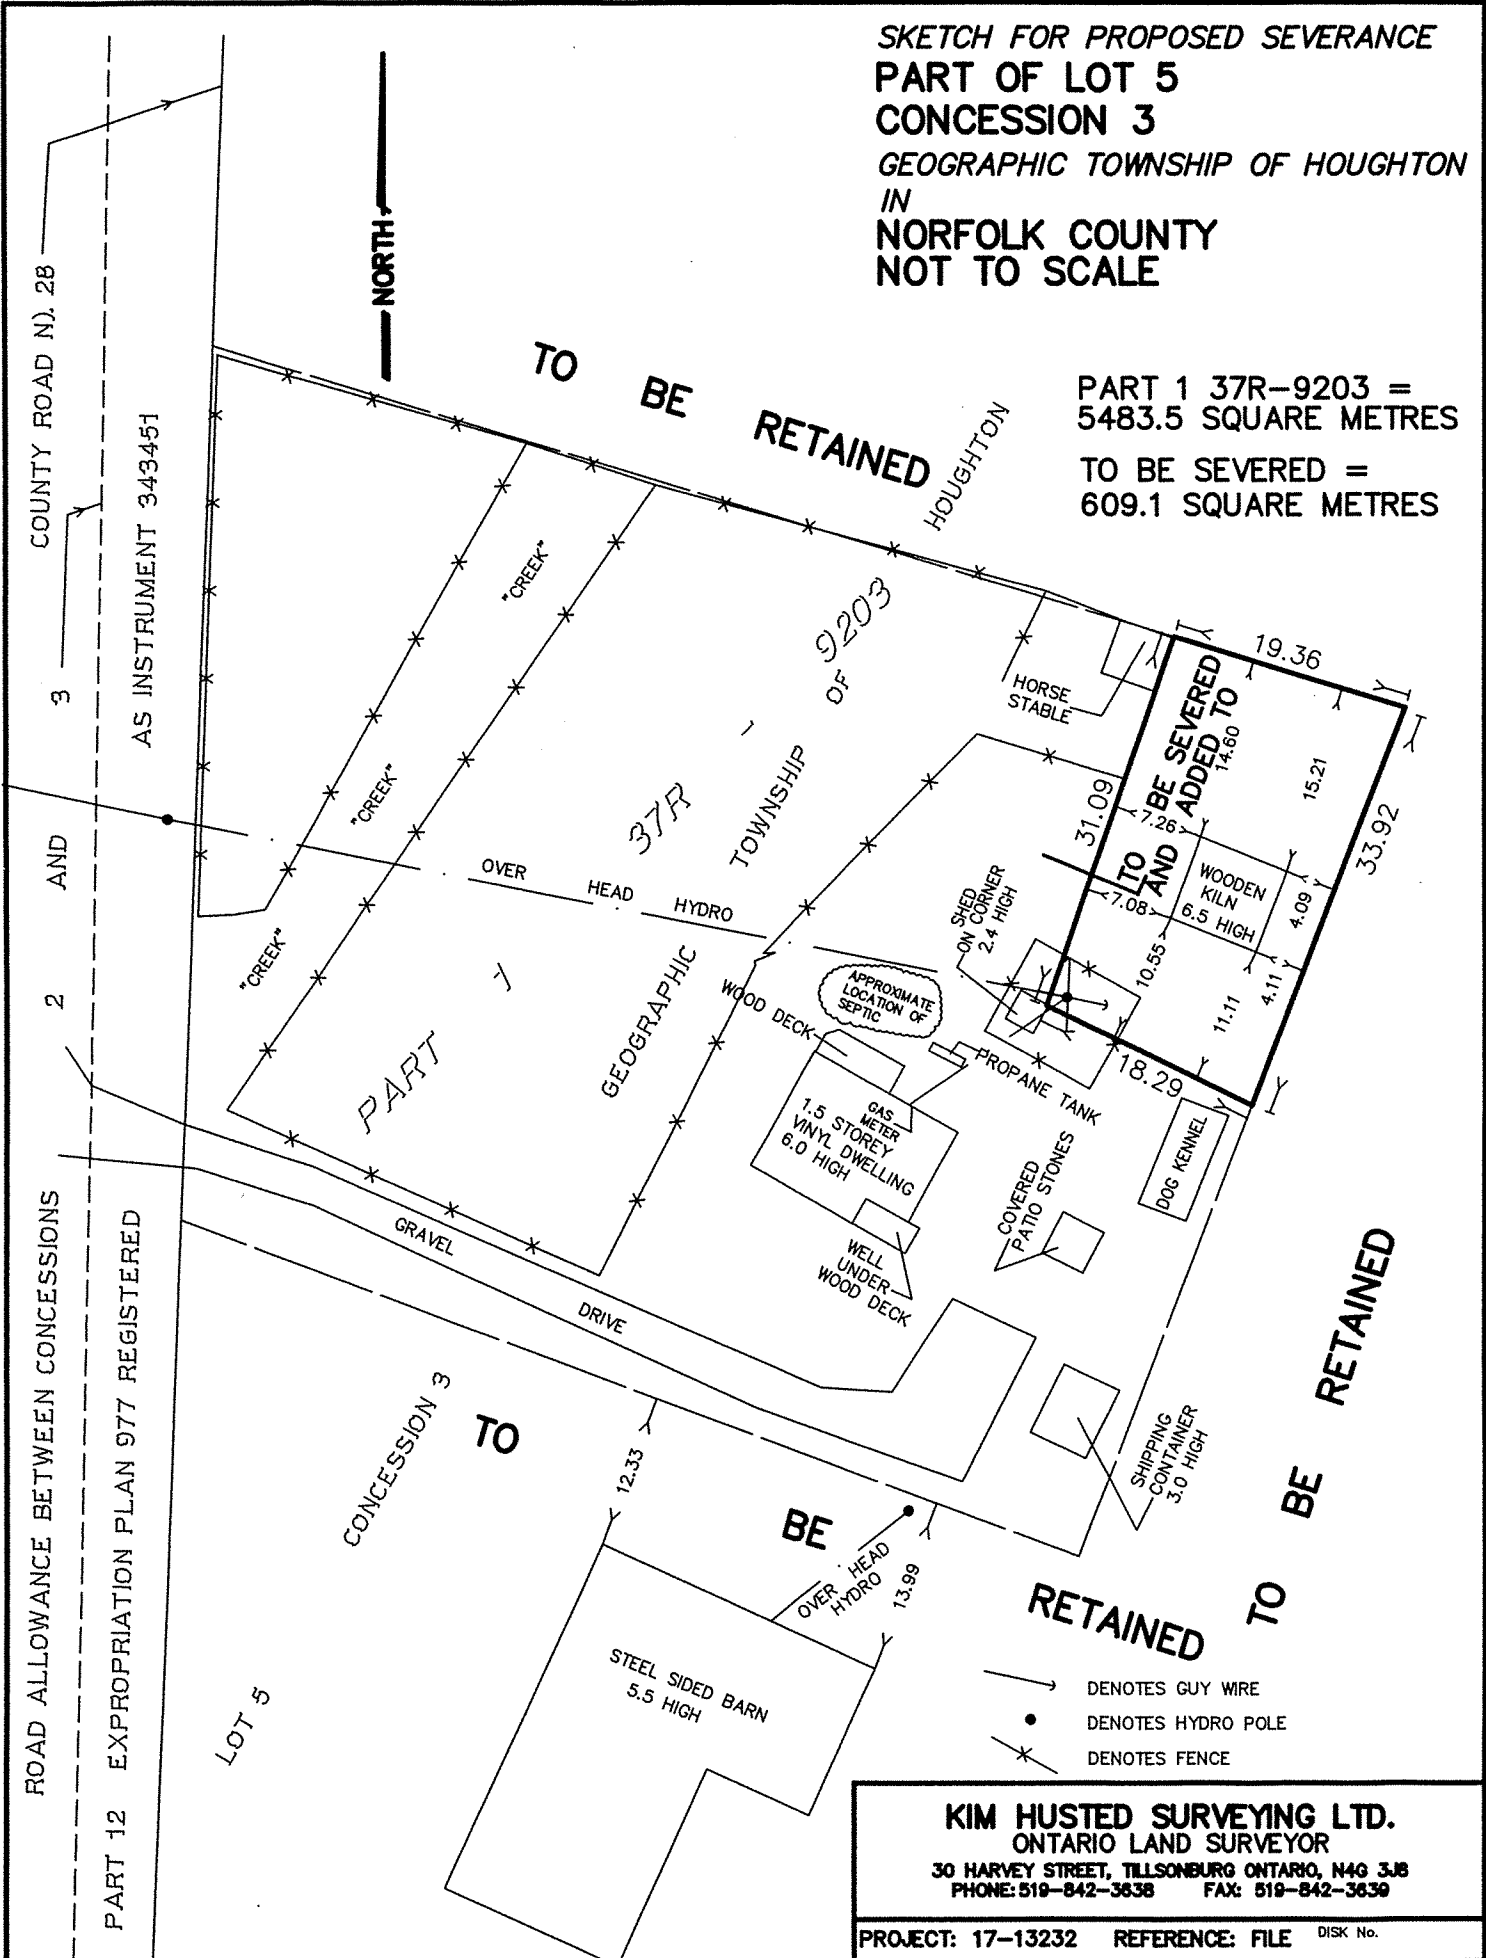 SKETCH FOR PROPOSED SEVERANCE
PART OF LOT 5
CONCESSION 3
GEOGRAPHIC TOWNSHIP OF HOUGHTON
IN
NORFOLK COUNTY
NOT TO SCALE
PART 1 37R-9203 =
5483.5 SQUARE METRES
TO BE SEVERED =
609.1 SQUARE METRES
NORTH
COUNTY ROAD N). 28
ROAD ALLOWANCE BETWEEN CONCESSIONS 2 AND 3
PART 12 EXPROPRIATION PLAN 977 REGISTERED AS INSTRUMENT 343451
TO BE RETAINED
"CREEK"
"CREEK"
"CREEK"
PART 1 37R - 9203
GEOGRAPHIC TOWNSHIP OF HOUGHTON
OVER HEAD HYDRO
HORSE
STABLE
19.36
TO BE SEVERED
AND ADDED TO
14.60
15.21
31.09
33.92
7.26
WOODEN
KILN
6.5 HIGH
4.09
7.08
10.55
11.11
4.11
18.29
SHED
ON CORNER
2.4 HIGH
APPROXIMATE
LOCATION OF
SEPTIC
WOOD DECK
PROPANE TANK
GAS
METER
1.5 STOREY
VINYL DWELLING
6.0 HIGH
WELL
UNDER
WOOD DECK
COVERED
PATIO STONES
DOG KENNEL
GRAVEL DRIVE
SHIPPING
CONTAINER
3.0 HIGH
TO BE RETAINED
CONCESSION 3
LOT 5
TO BE RETAINED
12.33
13.99
OVER HEAD
HYDRO
STEEL SIDED BARN
5.5 HIGH
DENOTES GUY WIRE
DENOTES HYDRO POLE
DENOTES FENCE
KIM HUSTED SURVEYING LTD.
ONTARIO LAND SURVEYOR
30 HARVEY STREET, TILLSONBURG ONTARIO, N4G 3J8
PHONE: 519-842-3638 FAX: 519-842-3639
PROJECT: 17-13232 REFERENCE: FILE DISK No.